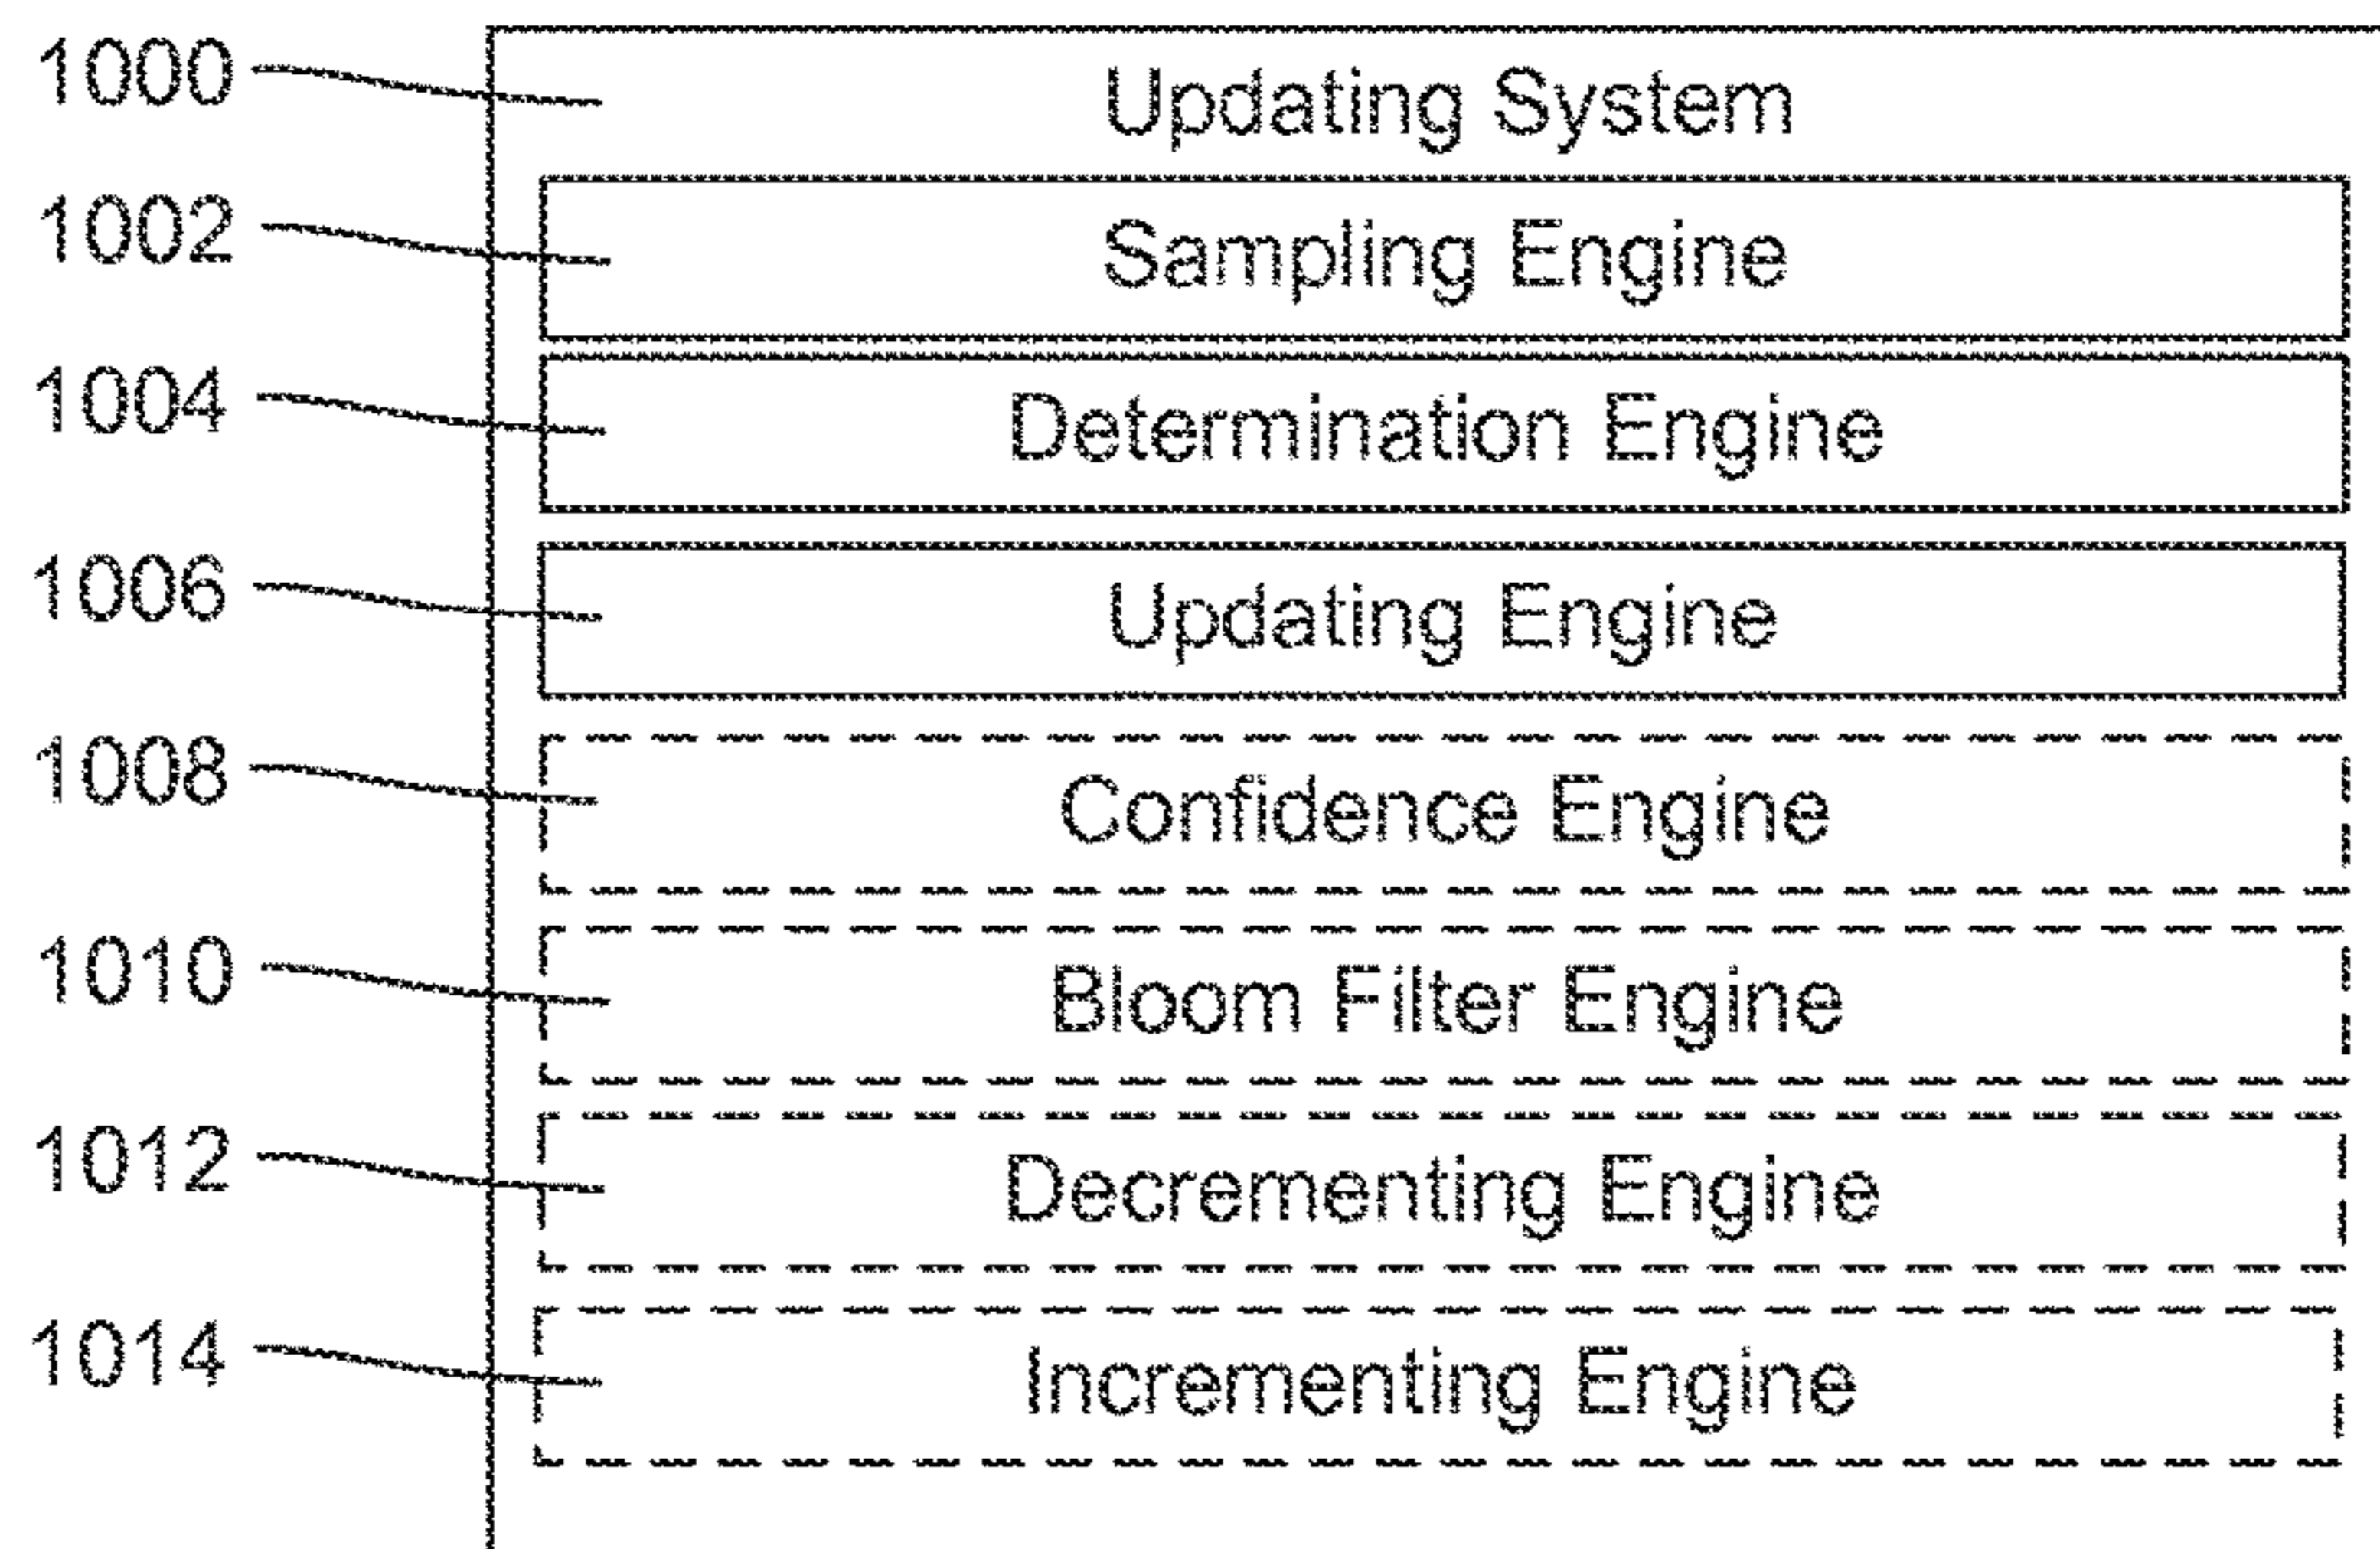 1000 Updating System
1002 Sampling Engine
1004 Determination Engine
1006 Updating Engine
1008 Confidence Engine
1010 Bloom Filter Engine
1012 Decrementing Engine
1014 Incrementing Engine